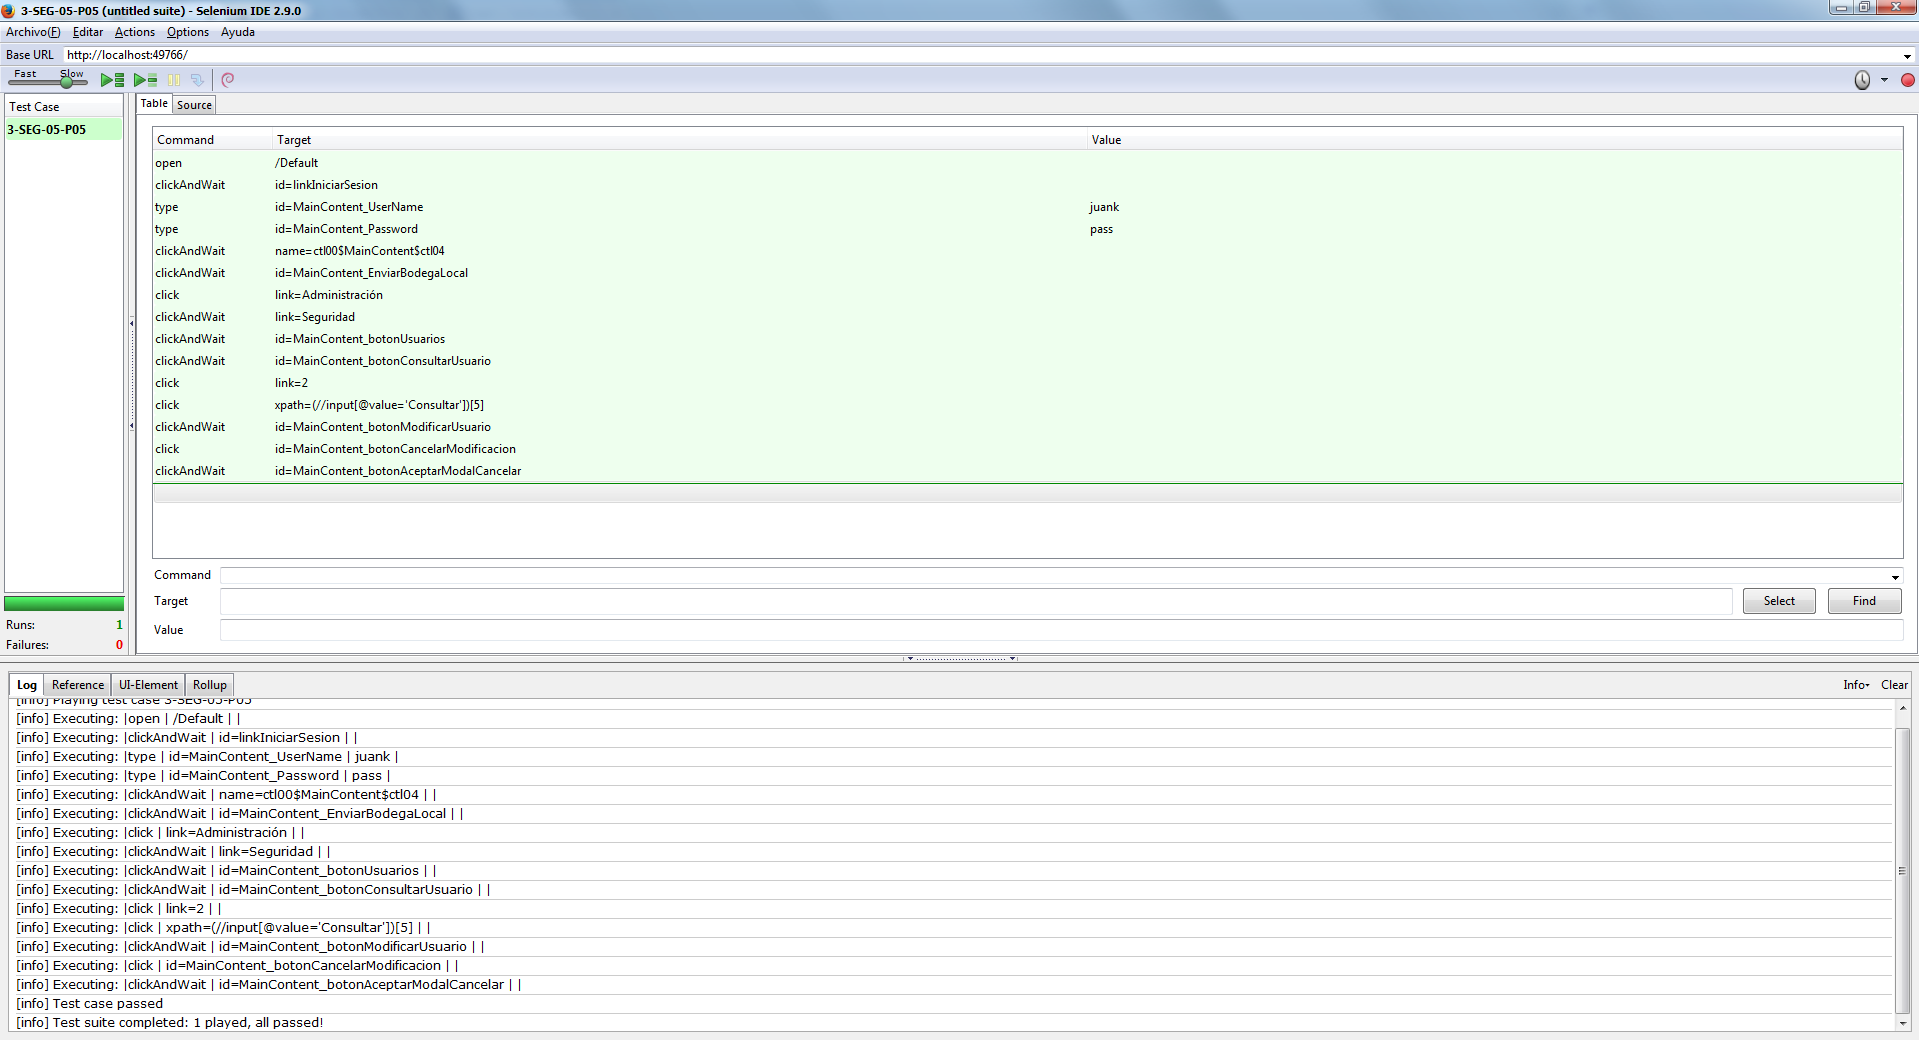 3-SEG-05-P05 (untitled suite) - Selenium IDE 2.9.0
Archivo(F) Editar Actions Options Ayuda
Base URL http://localhost:49766/
Fast Slow
Test Case
3-SEG-05-P05
Table Source
Command Target Value
open /Default
clickAndWait id=linkIniciarSesion
type id=MainContent_UserName juank
type id=MainContent_Password pass
clickAndWait name=ctl00$MainContent$ctl04
clickAndWait id=MainContent_EnviarBodegaLocal
click link=Administración
clickAndWait link=Seguridad
clickAndWait id=MainContent_botonUsuarios
clickAndWait id=MainContent_botonConsultarUsuario
click link=2
click xpath=(//input[@value='Consultar'])[5]
clickAndWait id=MainContent_botonModificarUsuario
click id=MainContent_botonCancelarModificacion
clickAndWait id=MainContent_botonAceptarModalCancelar
Command
Target Select Find
Value
Runs: 1
Failures: 0
Log Reference UI-Element Rollup Info Clear
[info] Playing test case 3-SEG-05-P05
[info] Executing: |open | /Default | |
[info] Executing: |clickAndWait | id=linkIniciarSesion | |
[info] Executing: |type | id=MainContent_UserName | juank |
[info] Executing: |type | id=MainContent_Password | pass |
[info] Executing: |clickAndWait | name=ctl00$MainContent$ctl04 | |
[info] Executing: |clickAndWait | id=MainContent_EnviarBodegaLocal | |
[info] Executing: |click | link=Administración | |
[info] Executing: |clickAndWait | link=Seguridad | |
[info] Executing: |clickAndWait | id=MainContent_botonUsuarios | |
[info] Executing: |clickAndWait | id=MainContent_botonConsultarUsuario | |
[info] Executing: |click | link=2 | |
[info] Executing: |click | xpath=(//input[@value='Consultar'])[5] | |
[info] Executing: |clickAndWait | id=MainContent_botonModificarUsuario | |
[info] Executing: |click | id=MainContent_botonCancelarModificacion | |
[info] Executing: |clickAndWait | id=MainContent_botonAceptarModalCancelar | |
[info] Test case passed
[info] Test suite completed: 1 played, all passed!